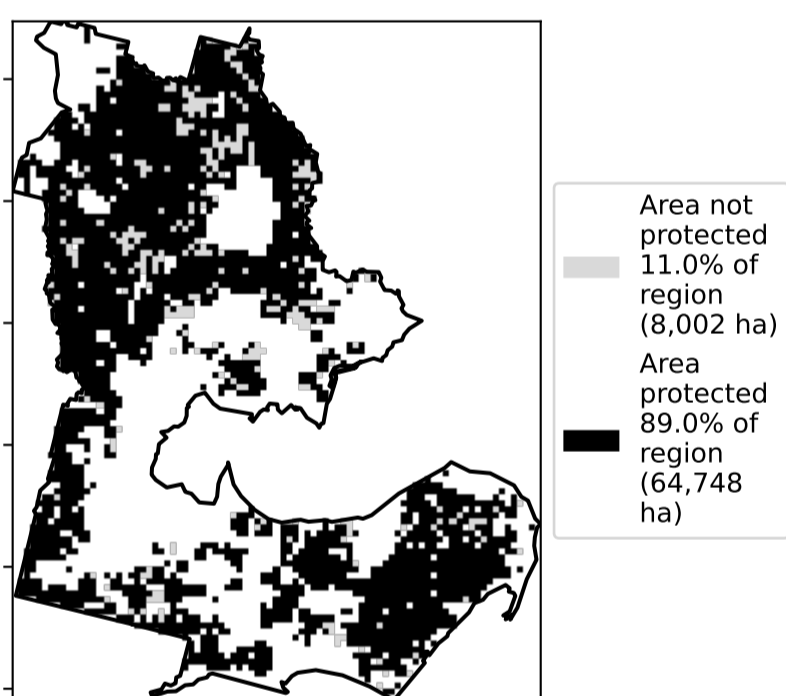 Area not
protected
11.0% of
region
(8,002 ha)
Area
protected
89.0% of
region
(64,748
ha)